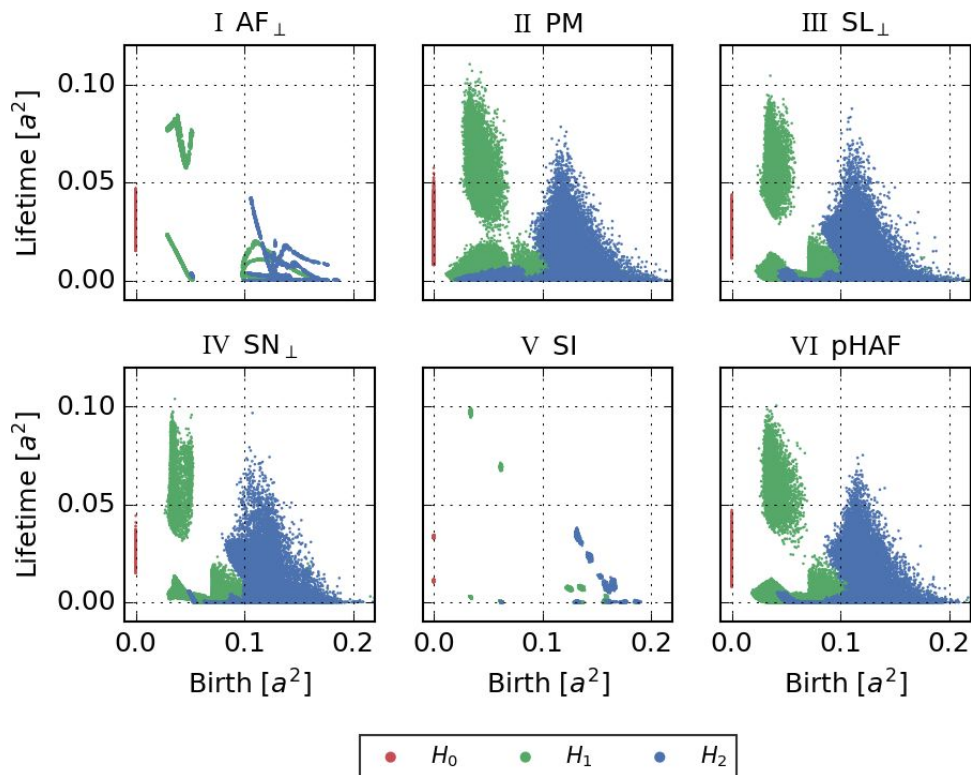 I AF⊥
II PM
III SL⊥
Lifetime [a²]
0.10
0.05
0.00
IV SN⊥
V SI
VI pHAF
Lifetime [a²]
0.10
0.05
0.00
0.0 0.1 0.2
0.0 0.1 0.2
0.0 0.1 0.2
Birth [a²]
Birth [a²]
Birth [a²]
H₀ H₁ H₂